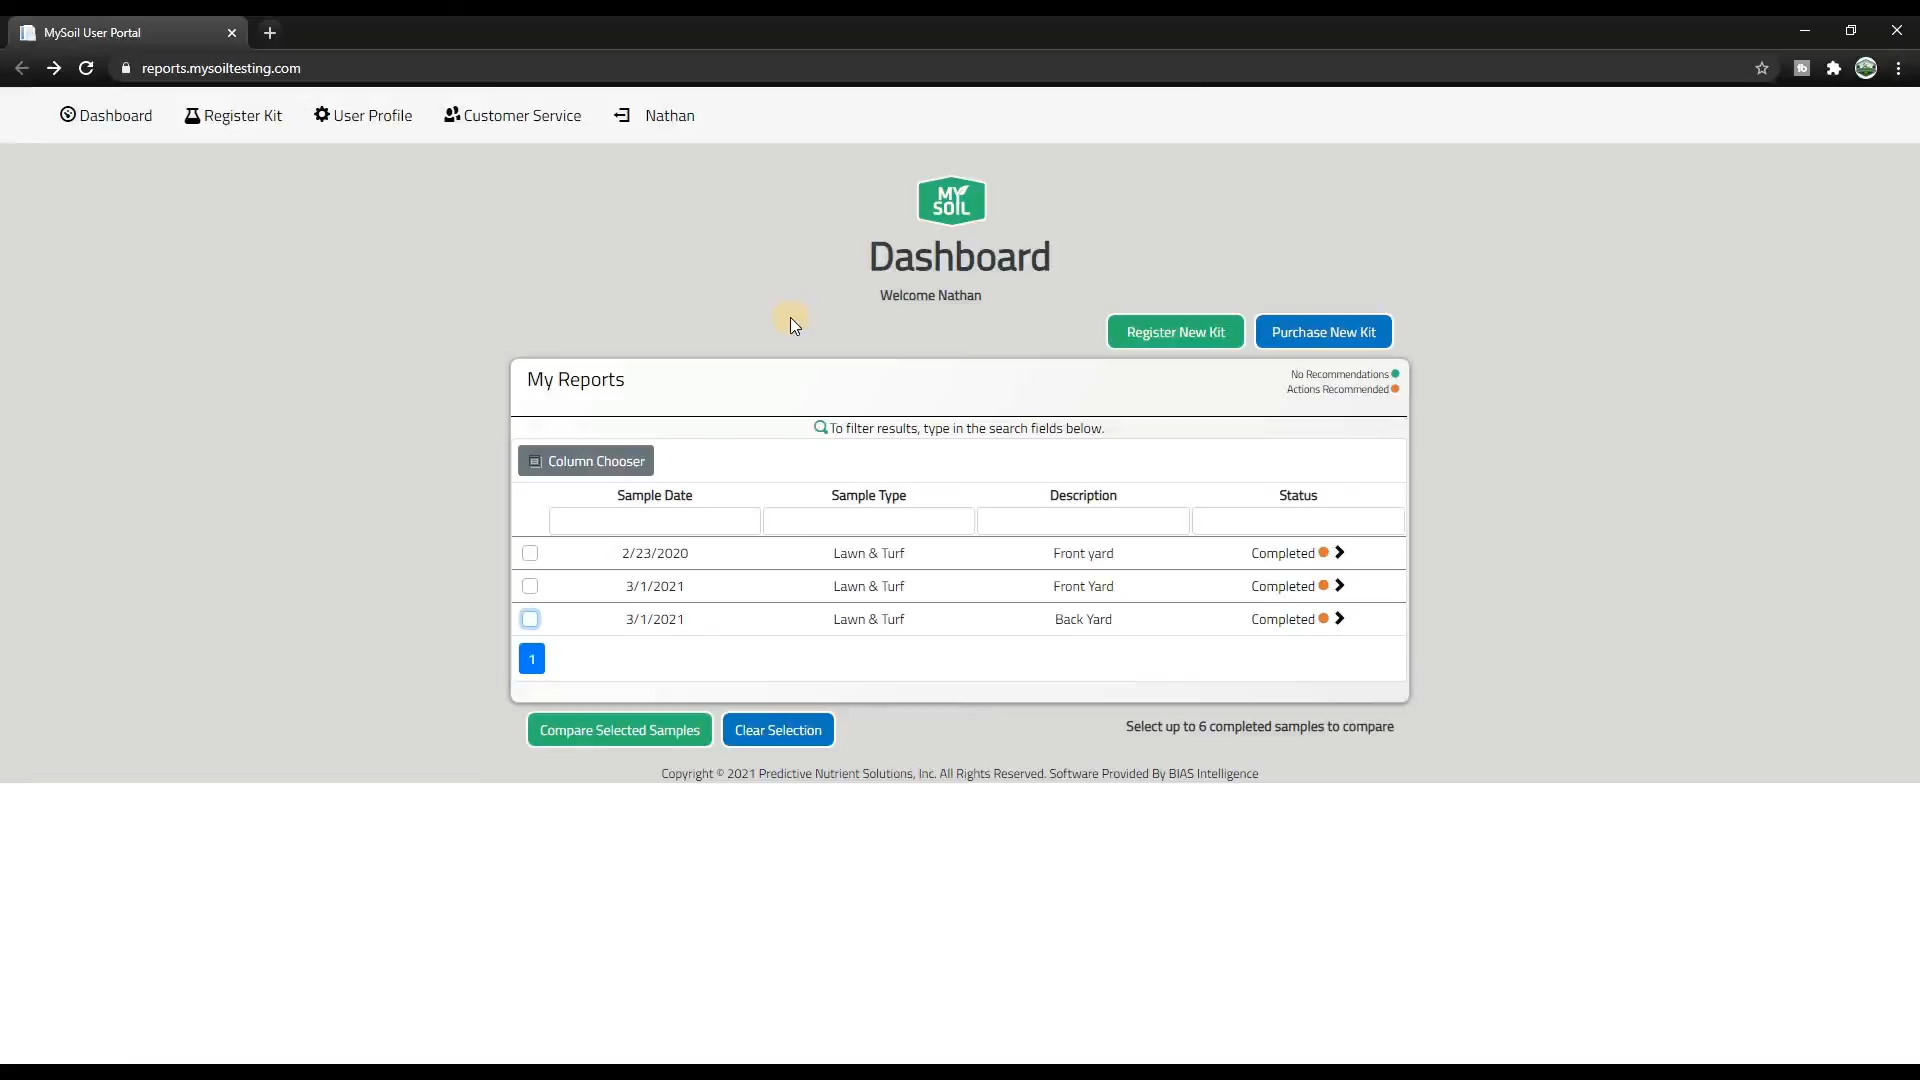 MySoil User Portal
reports.mysoiltesting.com
Dashboard Register Kit User Profile Customer Service Nathan
MY SOIL
Dashboard
Welcome Nathan
Register New Kit Purchase New Kit
My Reports
No Recommendations
Actions Recommended
To filter results, type in the search fields below.
Column Chooser
Sample Date Sample Type Description Status
2/23/2020 Lawn & Turf Front yard Completed
3/1/2021 Lawn & Turf Front Yard Completed
3/1/2021 Lawn & Turf Back Yard Completed
1
Compare Selected Samples Clear Selection Select up to 6 completed samples to compare
Copyright © 2021 Predictive Nutrient Solutions, Inc. All Rights Reserved. Software Provided By BIAS Intelligence